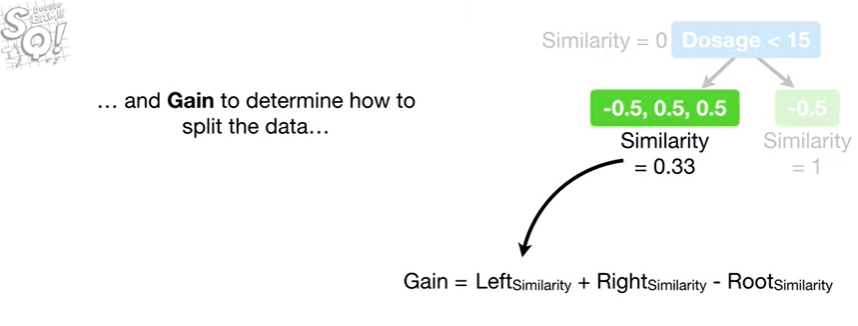 Similarity = 0 Dosage < 15
… and Gain to determine how to
split the data…
-0.5, 0.5, 0.5 -0.5
Similarity Similarity
= 0.33 = 1
Gain = LeftSimilarity + RightSimilarity - RootSimilarity